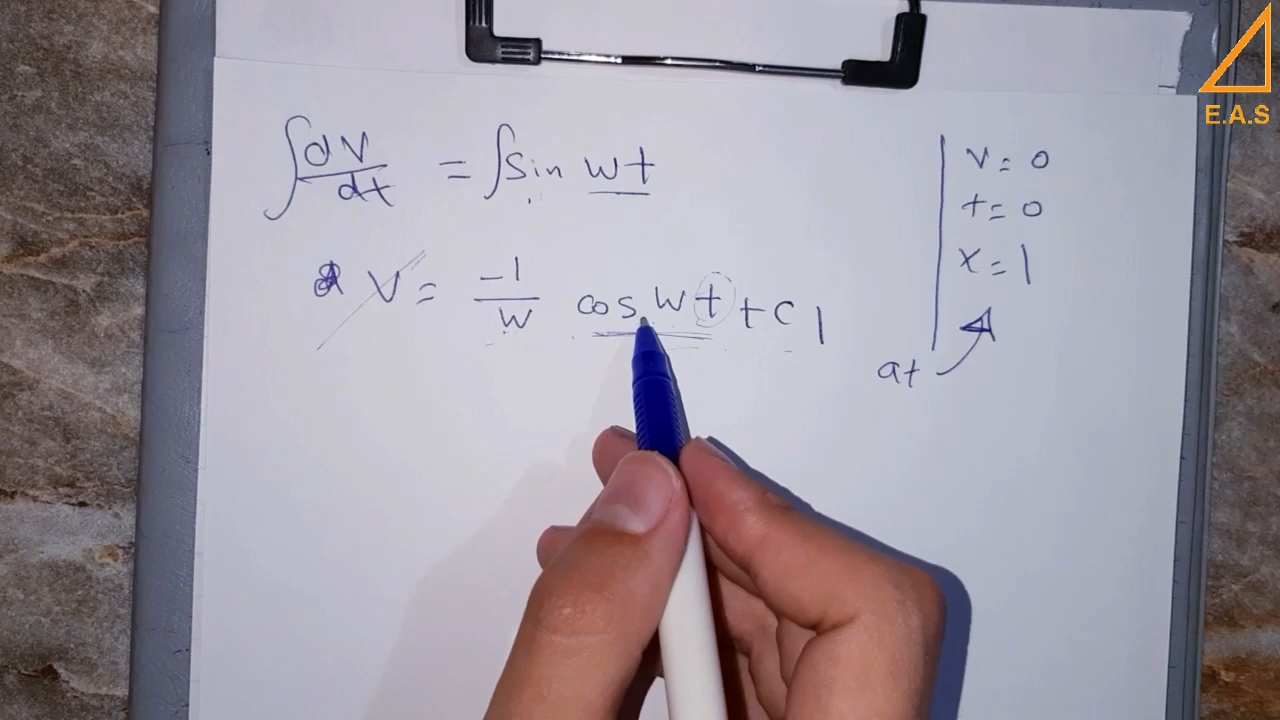 ∫ dV/dt = ∫ sin wt
V = -1/w cos wt + C1
v = 0
t = 0
x = 1
at
E.A.S